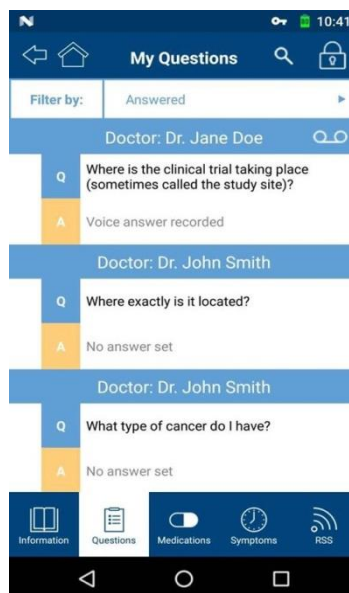 10:41
My Questions
Filter by:
Answered
Doctor: Dr. Jane Doe
Q
Where is the clinical trial taking place
(sometimes called the study site)?
A
Voice answer recorded
Doctor: Dr. John Smith
Q
Where exactly is it located?
A
No answer set
Doctor: Dr. John Smith
Q
What type of cancer do I have?
A
No answer set
Information
Questions
Medications
Symptoms
RSS